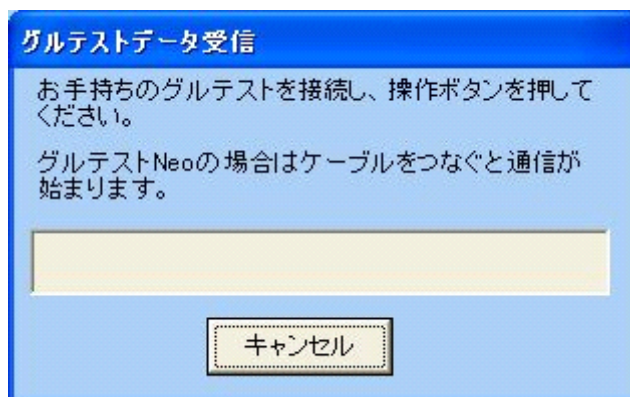 グルテストデータ受信
お手持ちのグルテストを接続し、操作ボタンを押して
ください。
グルテストNeoの場合はケーブルをつなぐと通信が
始まります。
キャンセル